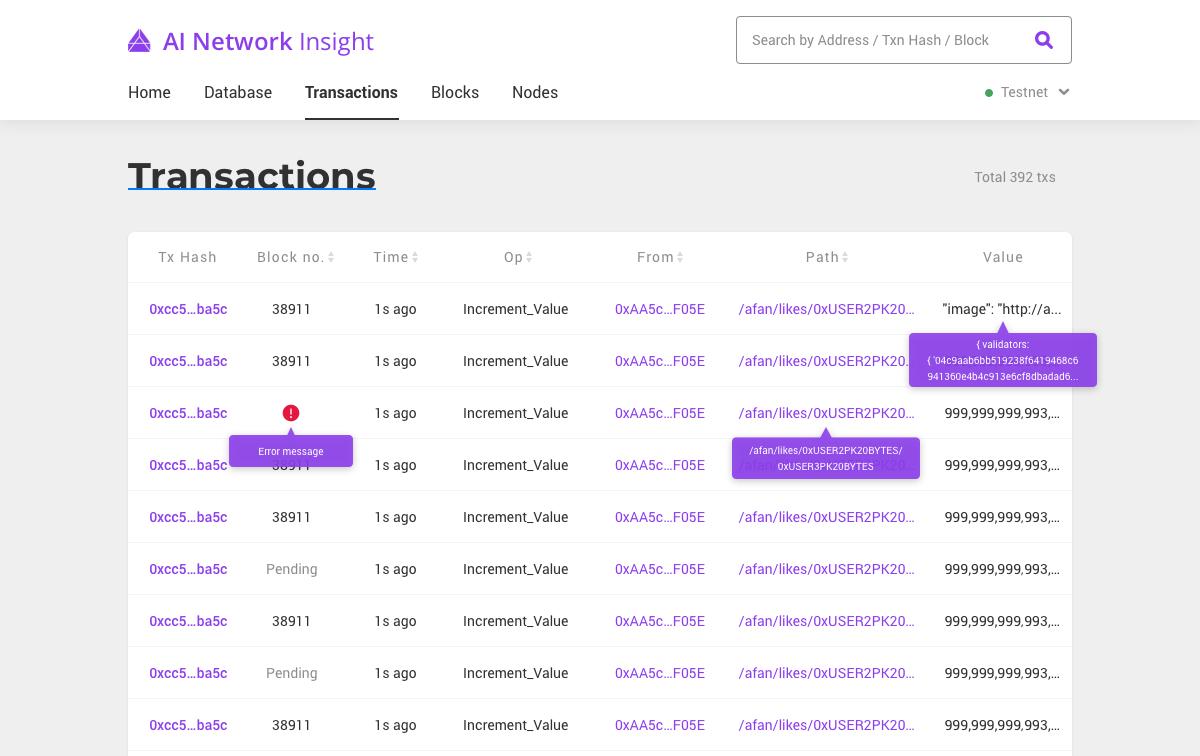 AI Network Insight
Search by Address / Txn Hash / Block
Home Database Transactions Blocks Nodes Testnet
Transactions
Total 392 txs
Tx Hash Block no. Time Op From Path Value
0xcc5...ba5c 38911 1s ago Increment_Value 0xAA5c...F05E /afan/likes/0xUSER2PK20... "image": "http://a...
{ validators:
{ '04c9aab6bb519238f6419468c6
941360e4b4c913e6cf8dbadad6...
0xcc5...ba5c 38911 1s ago Increment_Value 0xAA5c...F05E /afan/likes/0xUSER2PK20...
0xcc5...ba5c 1s ago Increment_Value 0xAA5c...F05E /afan/likes/0xUSER2PK20... 999,999,999,993,...
Error message
/afan/likes/0xUSER2PK20BYTES/
0xUSER3PK20BYTES
0xcc5...ba5c 38911 1s ago Increment_Value 0xAA5c...F05E 999,999,999,993,...
0xcc5...ba5c 38911 1s ago Increment_Value 0xAA5c...F05E /afan/likes/0xUSER2PK20... 999,999,999,993,...
0xcc5...ba5c Pending 1s ago Increment_Value 0xAA5c...F05E /afan/likes/0xUSER2PK20... 999,999,999,993,...
0xcc5...ba5c 38911 1s ago Increment_Value 0xAA5c...F05E /afan/likes/0xUSER2PK20... 999,999,999,993,...
0xcc5...ba5c Pending 1s ago Increment_Value 0xAA5c...F05E /afan/likes/0xUSER2PK20... 999,999,999,993,...
0xcc5...ba5c 38911 1s ago Increment_Value 0xAA5c...F05E /afan/likes/0xUSER2PK20... 999,999,999,993,...